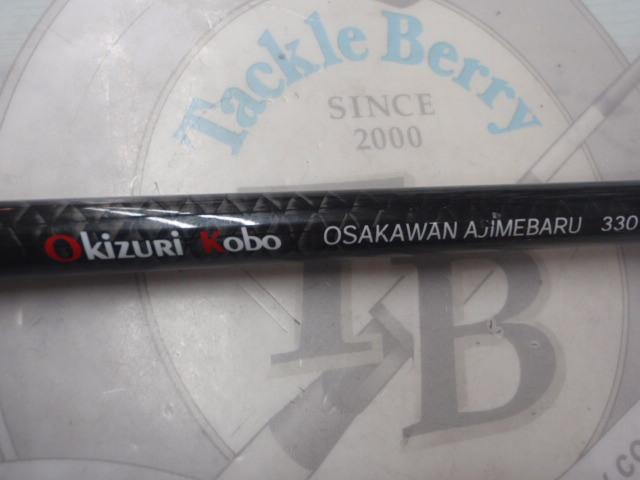 Tackle Berry
SINCE
2000
TB
Okizuri Kobo OSAKAWAN AJIMEBARU 330